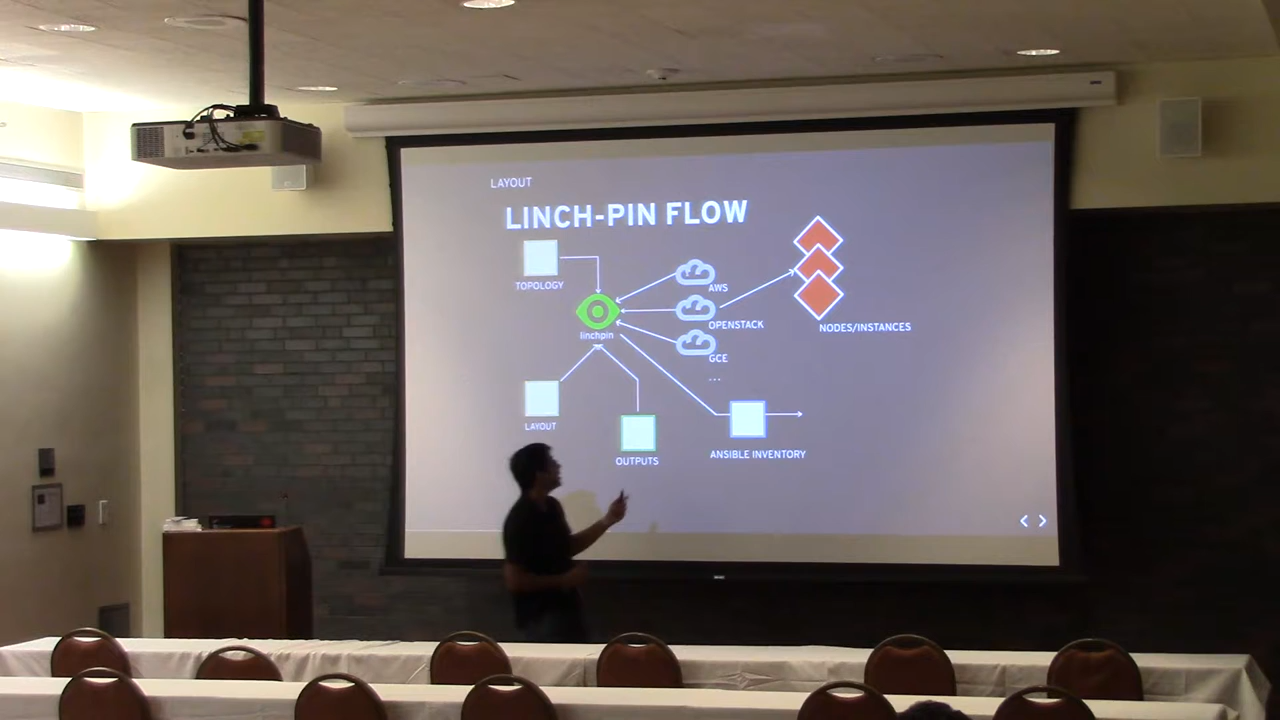 LAYOUT
LINCH-PIN FLOW
TOPOLOGY
linchpin
AWS
OPENSTACK
GCE
...
NODES/INSTANCES
LAYOUT
OUTPUTS
ANSIBLE INVENTORY